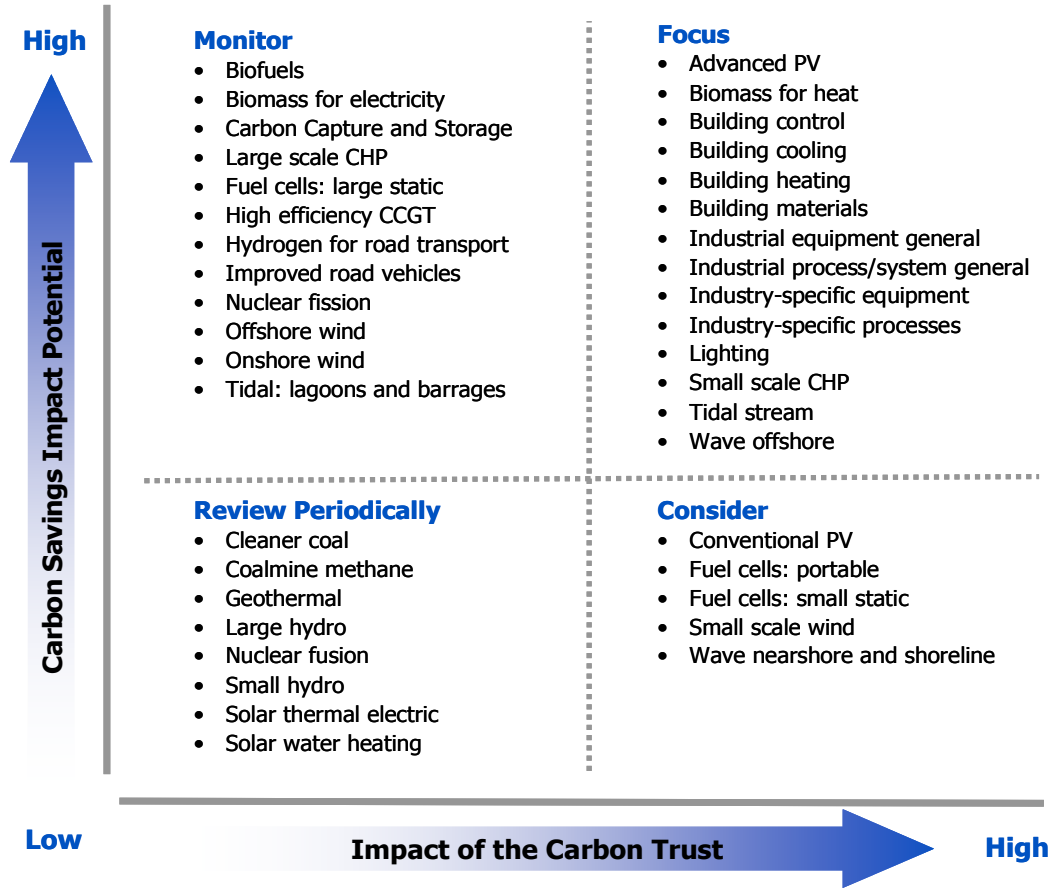 High
Monitor
• Biofuels
• Biomass for electricity
• Carbon Capture and Storage
• Large scale CHP
• Fuel cells: large static
• High efficiency CCGT
• Hydrogen for road transport
• Improved road vehicles
• Nuclear fission
• Offshore wind
• Onshore wind
• Tidal: lagoons and barrages
Focus
• Advanced PV
• Biomass for heat
• Building control
• Building cooling
• Building heating
• Building materials
• Industrial equipment general
• Industrial process/system general
• Industry-specific equipment
• Industry-specific processes
• Lighting
• Small scale CHP
• Tidal stream
• Wave offshore
Carbon Savings Impact Potential
Review Periodically
• Cleaner coal
• Coalmine methane
• Geothermal
• Large hydro
• Nuclear fusion
• Small hydro
• Solar thermal electric
• Solar water heating
Consider
• Conventional PV
• Fuel cells: portable
• Fuel cells: small static
• Small scale wind
• Wave nearshore and shoreline
Low
Impact of the Carbon Trust
High